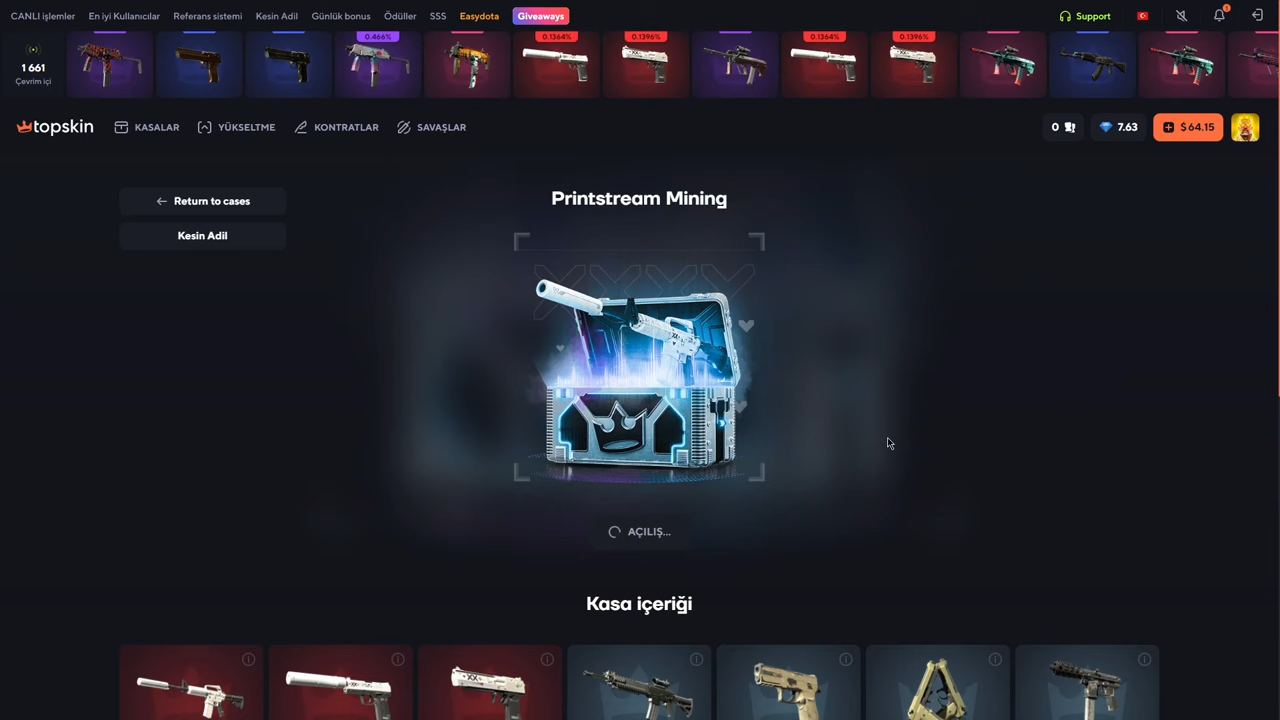 CANLI işlemler En iyi Kullanıcılar Referans sistemi Kesin Adil Günlük bonus Ödüller SSS Easydota Giveaways Support 1
0.466% 0.1364% 0.1396% 0.1364% 0.1396%
1 661
Çevrim içi
topskin KASALAR YÜKSELTME KONTRATLAR SAVAŞLAR 0 7.63 $ 64.15
Return to cases
Kesin Adil
Printstream Mining
AÇILIŞ...
Kasa içeriği